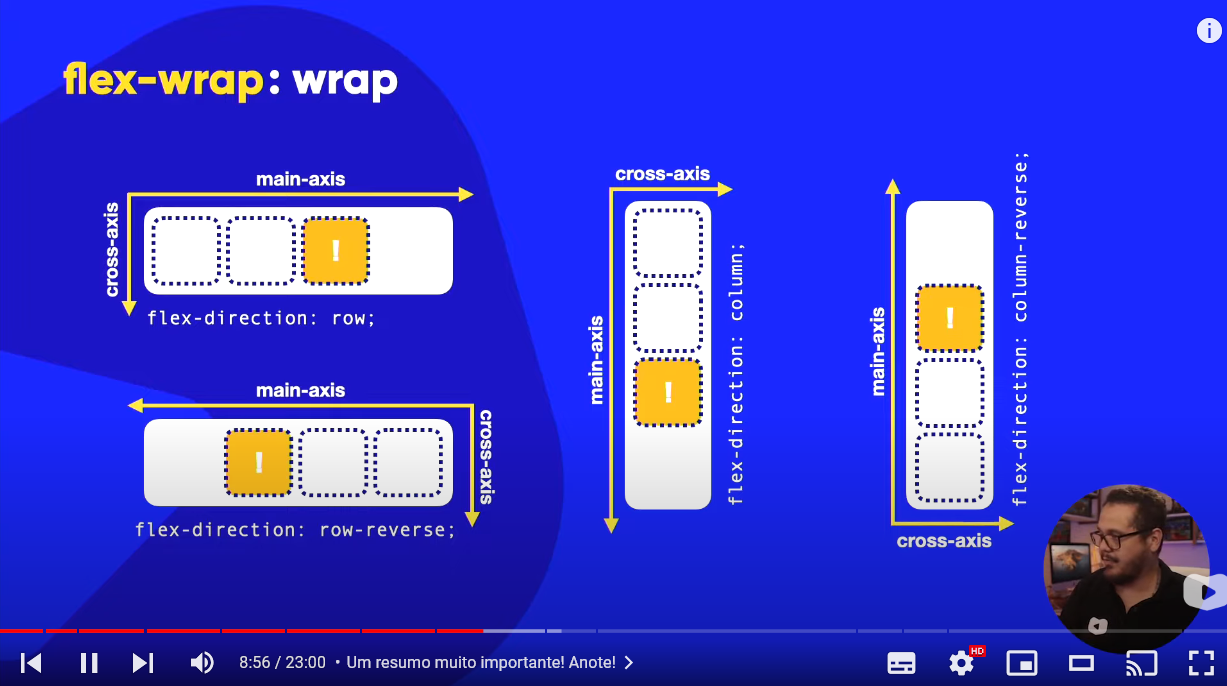 flex-wrap: wrap
main-axis
cross-axis
!
flex-direction: row;
main-axis
cross-axis
!
flex-direction: row-reverse;
cross-axis
main-axis
!
flex-direction: column;
main-axis
!
flex-direction: column-reverse;
cross-axis
8:56 / 23:00 • Um resumo muito importante! Anote!
HD